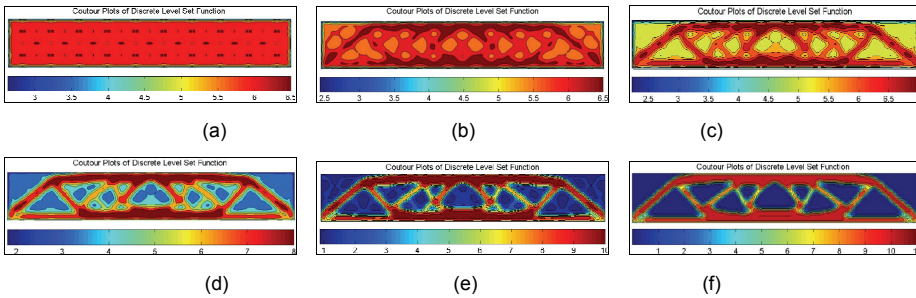 Coutour Plots of Discrete Level Set Function
3 3.5 4 4.5 5 5.5 6 6.5
(a)
Coutour Plots of Discrete Level Set Function
2.5 3 3.5 4 4.5 5 5.5 6 6.5
(b)
Coutour Plots of Discrete Level Set Function
2.5 3 3.5 4 4.5 5 5.5 6 6.5
(c)
Coutour Plots of Discrete Level Set Function
2 3 4 5 6 7 8
(d)
Coutour Plots of Discrete Level Set Function
1 2 3 4 5 6 7 8 9 10
(e)
Coutour Plots of Discrete Level Set Function
1 2 3 4 5 6 7 8 9 10 11
(f)